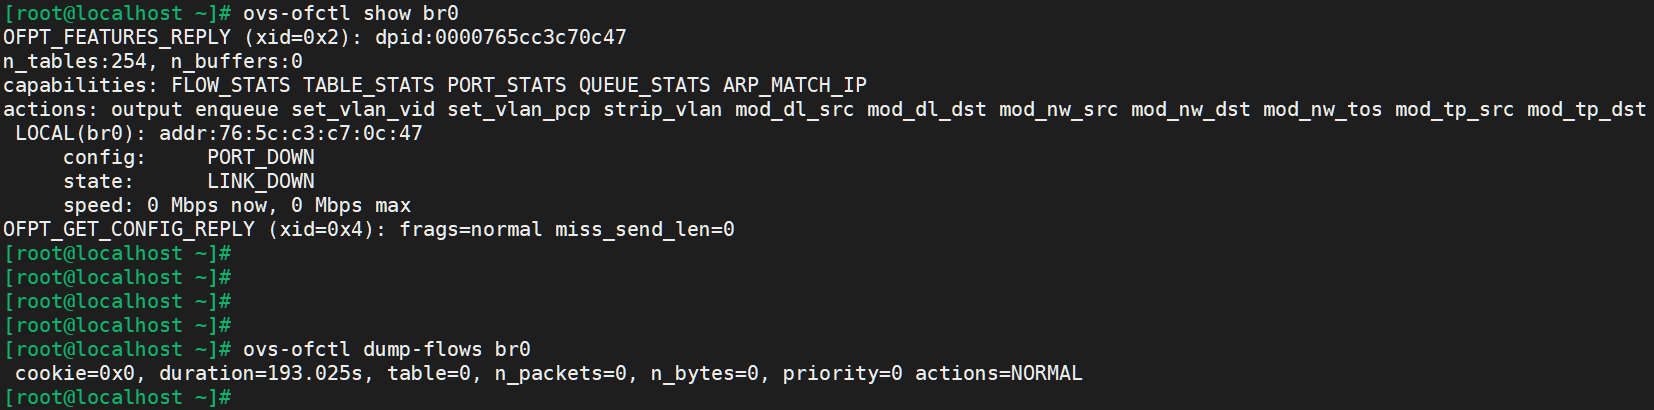 [root@localhost ~]# ovs-ofctl show br0
OFPT_FEATURES_REPLY (xid=0x2): dpid:0000765cc3c70c47
n_tables:254, n_buffers:0
capabilities: FLOW_STATS TABLE_STATS PORT_STATS QUEUE_STATS ARP_MATCH_IP
actions: output enqueue set_vlan_vid set_vlan_pcp strip_vlan mod_dl_src mod_dl_dst mod_nw_src mod_nw_dst mod_nw_tos mod_tp_src mod_tp_dst
 LOCAL(br0): addr:76:5c:c3:c7:0c:47
     config:     PORT_DOWN
     state:      LINK_DOWN
     speed: 0 Mbps now, 0 Mbps max
OFPT_GET_CONFIG_REPLY (xid=0x4): frags=normal miss_send_len=0
[root@localhost ~]#
[root@localhost ~]#
[root@localhost ~]#
[root@localhost ~]#
[root@localhost ~]# ovs-ofctl dump-flows br0
 cookie=0x0, duration=193.025s, table=0, n_packets=0, n_bytes=0, priority=0 actions=NORMAL
[root@localhost ~]#